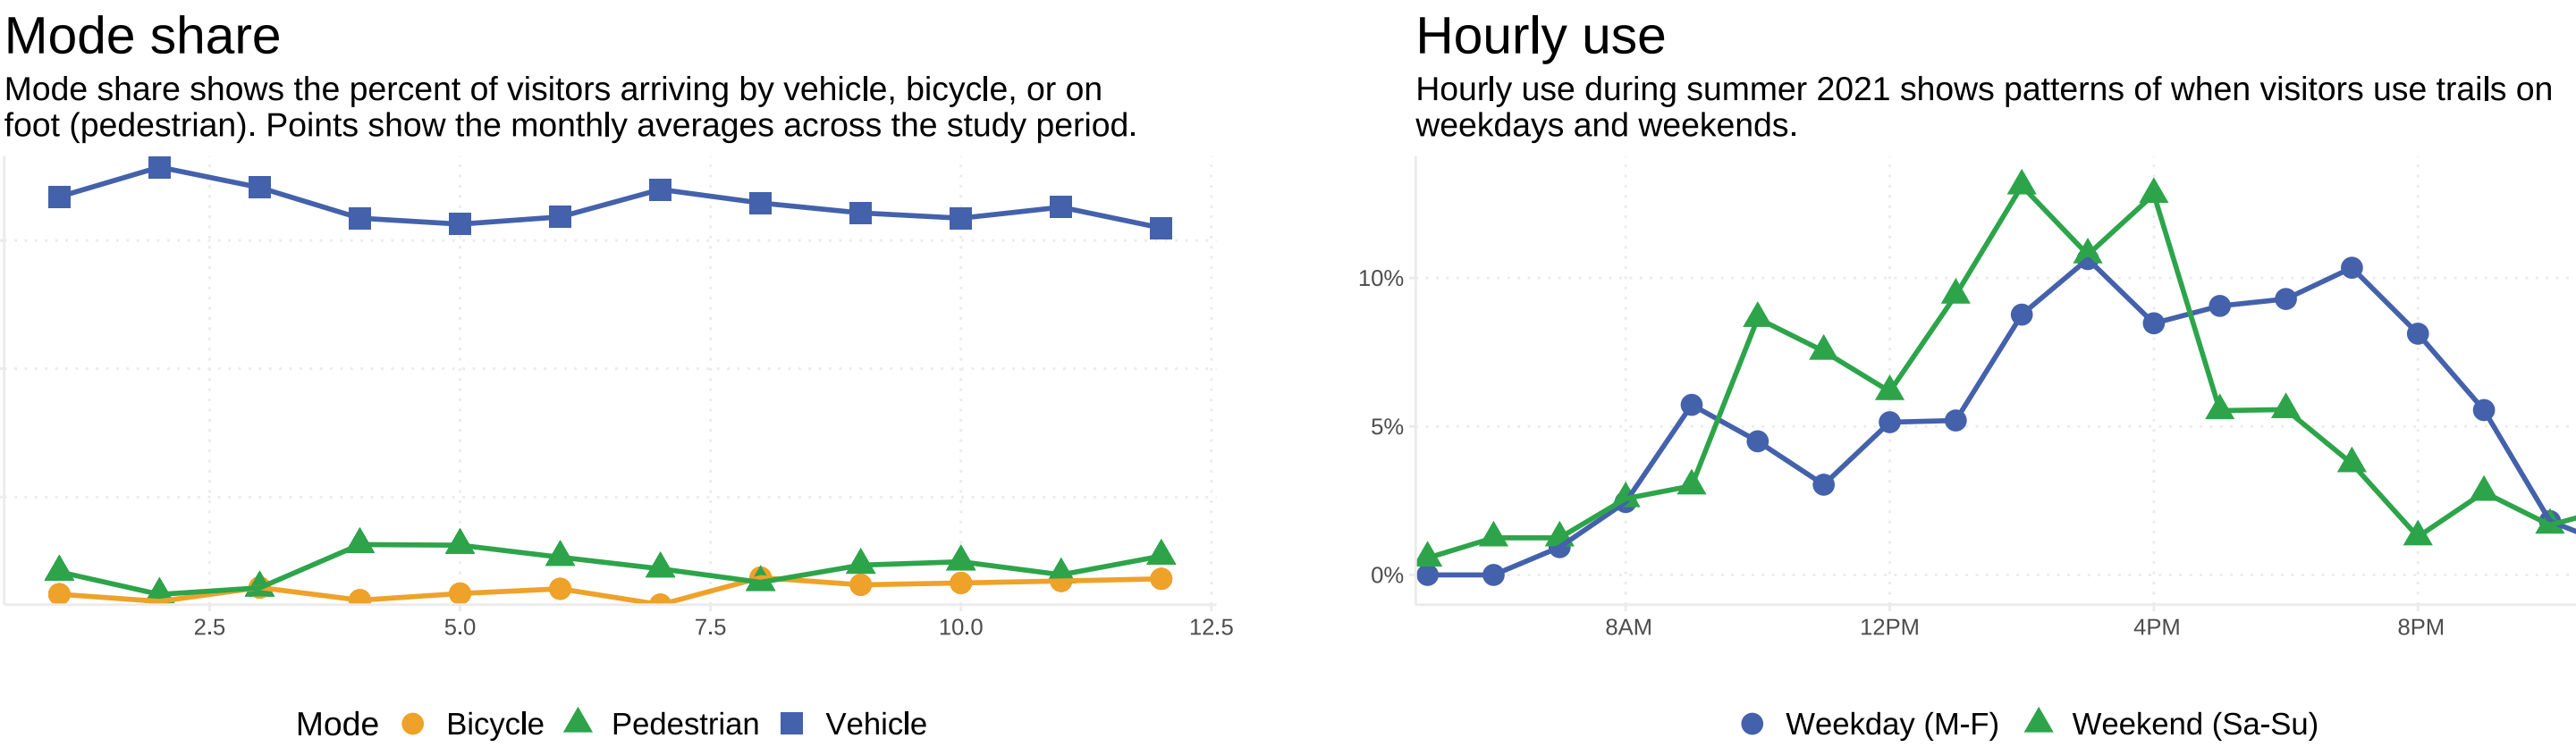 Mode share
Mode share shows the percent of visitors arriving by vehicle, bicycle, or on
foot (pedestrian). Points show the monthly averages across the study period.
2.5 5.0 7.5 10.0 12.5
Mode Bicycle Pedestrian Vehicle
Hourly use
Hourly use during summer 2021 shows patterns of when visitors use trails on
weekdays and weekends.
10%
5%
0%
8AM 12PM 4PM 8PM
Weekday (M-F) Weekend (Sa-Su)